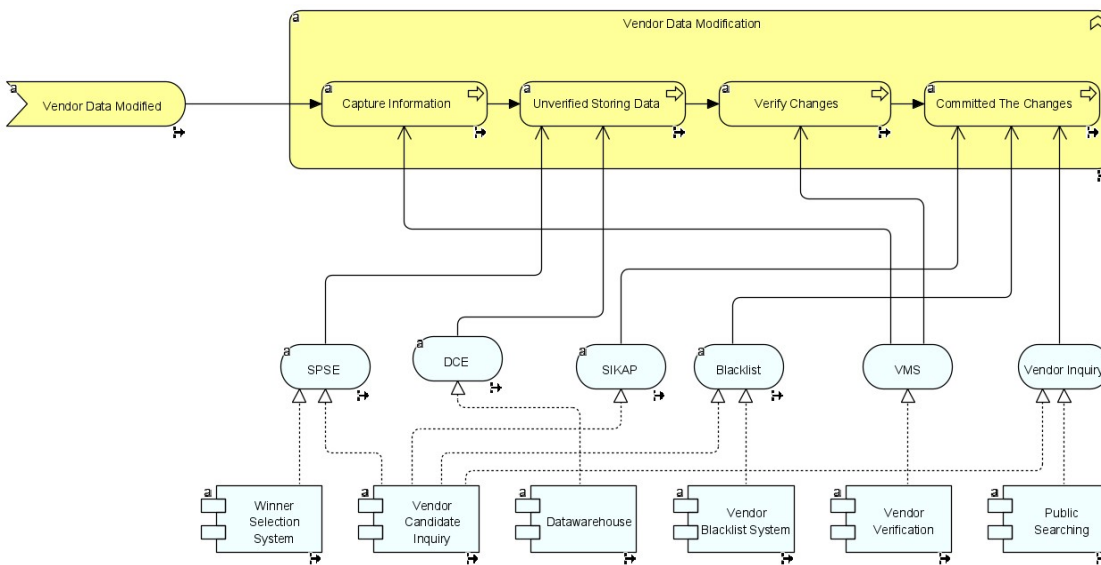 Vendor Data Modification
Vendor Data Modified
Capture Information
Unverified Storing Data
Verify Changes
Committed The Changes
SPSE
DCE
SIKAP
Blacklist
VMS
Vendor Inquiry
Winner
Selection
System
Vendor
Candidate
Inquiry
Datawarehouse
Vendor
Blacklist System
Vendor
Verification
Public
Searching